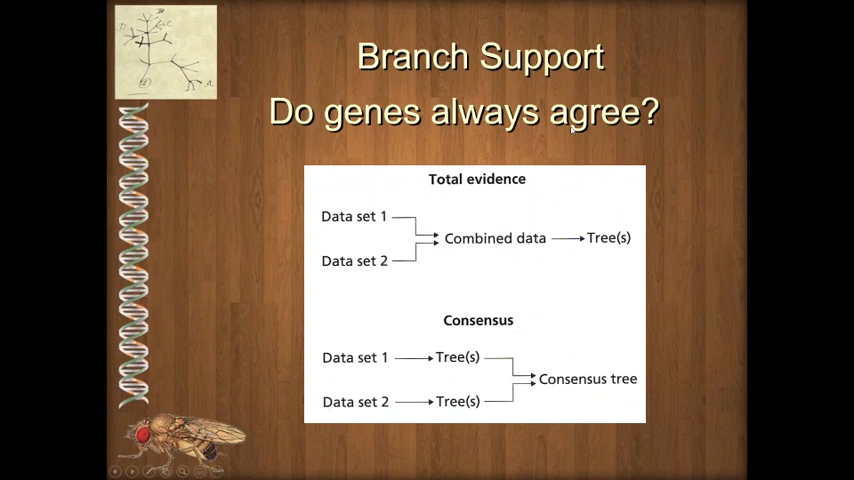 Branch Support
Do genes always agree?
Total evidence
Data set 1
Combined data
Tree(s)
Data set 2
Consensus
Data set 1
Tree(s)
Consensus tree
Data set 2
Tree(s)